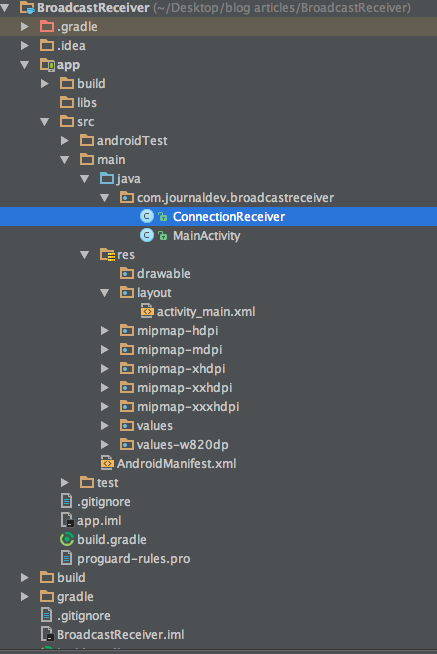 BroadcastReceiver (~/Desktop/blog articles/BroadcastReceiver)
.gradle
.idea
app
build
libs
src
androidTest
main
java
com.journaldev.broadcastreceiver
ConnectionReceiver
MainActivity
res
drawable
layout
activity_main.xml
mipmap-hdpi
mipmap-mdpi
mipmap-xhdpi
mipmap-xxhdpi
mipmap-xxxhdpi
values
values-w820dp
AndroidManifest.xml
test
.gitignore
app.iml
build.gradle
proguard-rules.pro
build
gradle
.gitignore
BroadcastReceiver.iml